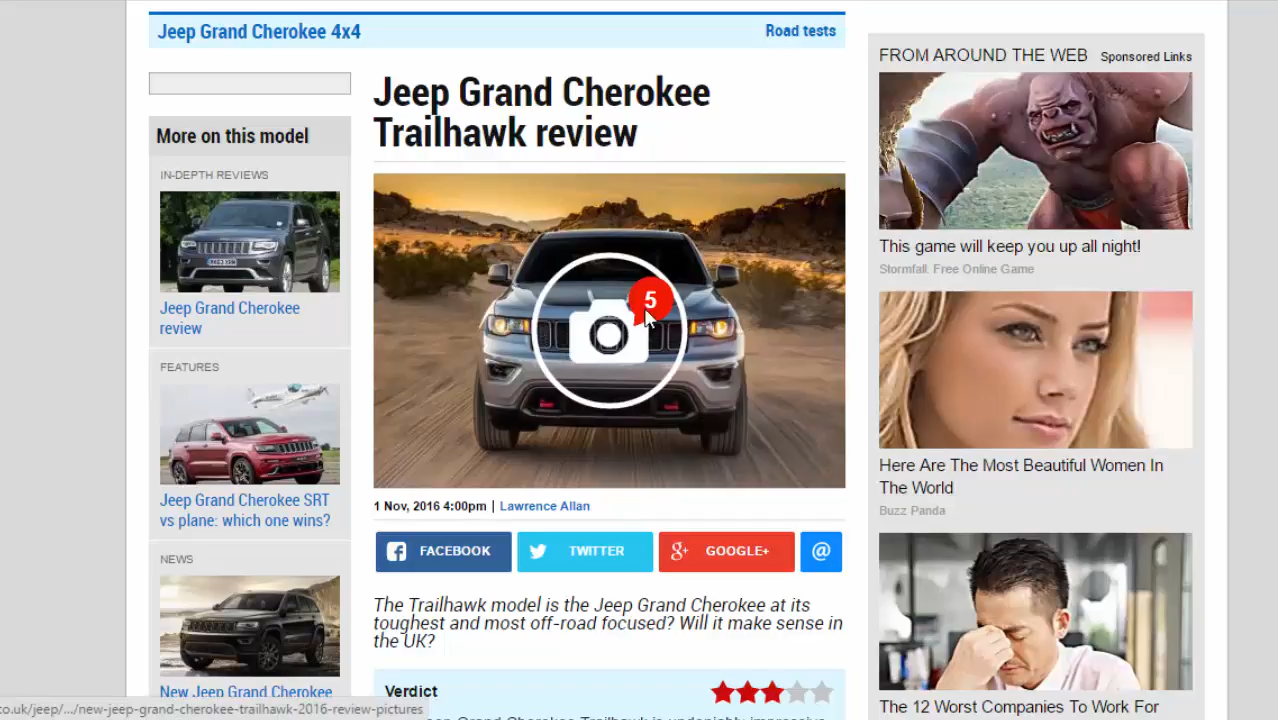 Jeep Grand Cherokee 4x4
Road tests
More on this model
IN-DEPTH REVIEWS
Jeep Grand Cherokee
review
FEATURES
Jeep Grand Cherokee SRT
vs plane: which one wins?
NEWS
New Jeep Grand Cherokee
Jeep Grand Cherokee
Trailhawk review
5
1 Nov, 2016 4:00pm | Lawrence Allan
FACEBOOK
TWITTER
GOOGLE+
@
The Trailhawk model is the Jeep Grand Cherokee at its
toughest and most off-road focused? Will it make sense in
the UK?
Verdict
FROM AROUND THE WEB
Sponsored Links
This game will keep you up all night!
Stormfall: Free Online Game
Here Are The Most Beautiful Women In
The World
Buzz Panda
The 12 Worst Companies To Work For
co.uk/jeep/.../new-jeep-grand-cherokee-trailhawk-2016-review-pictures